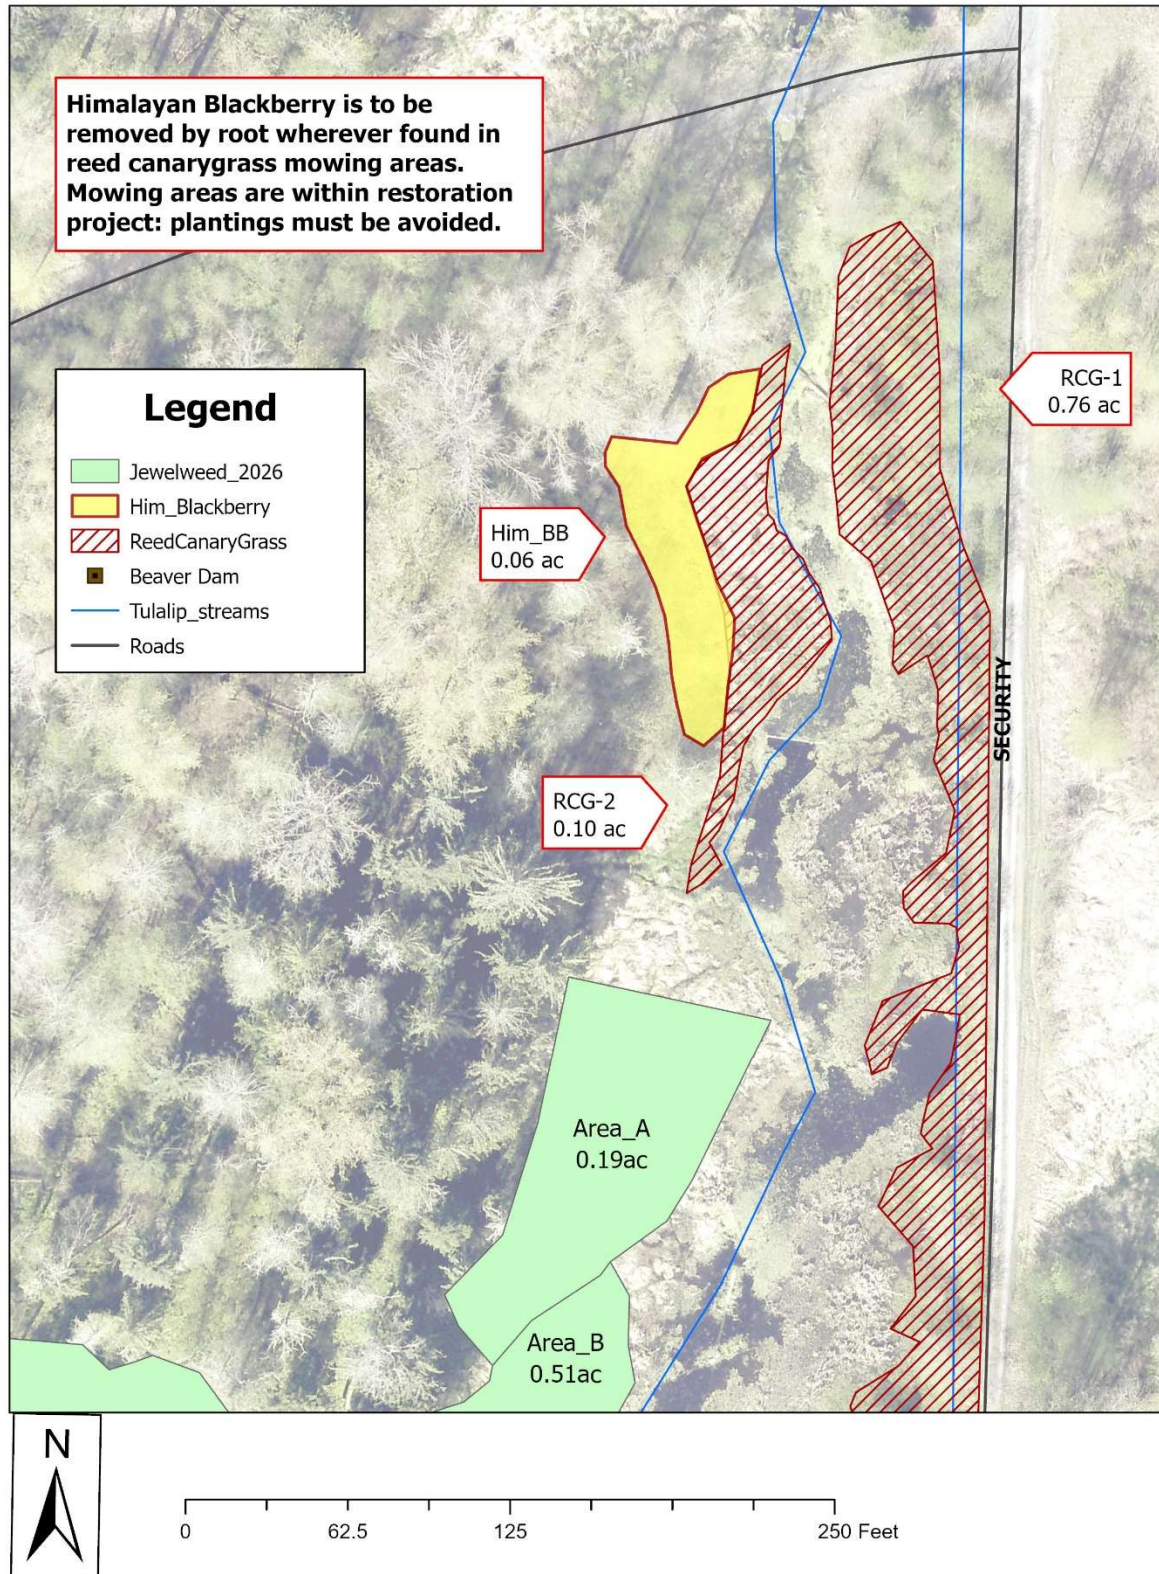 Himalayan Blackberry is to be
removed by root wherever found in
reed canarygrass mowing areas.
Mowing areas are within restoration
project: plantings must be avoided.
Legend
Jewelweed_2026
Him_Blackberry
ReedCanaryGrass
Beaver Dam
Tulalip_streams
Roads
RCG-1
0.76 ac
Him_BB
0.06 ac
SECURITY
RCG-2
0.10 ac
Area_A
0.19ac
Area_B
0.51ac
N
0 62.5 125 250 Feet